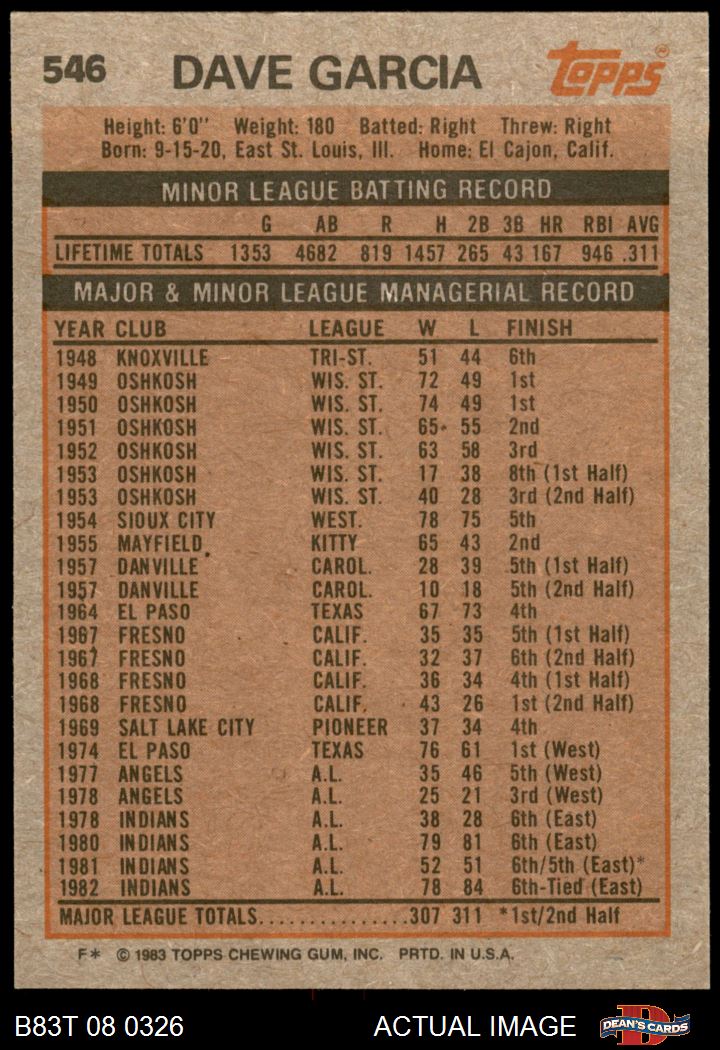 546 DAVE GARCIA TOPPS®
Height: 6'0" Weight: 180 Batted: Right Threw: Right
Born: 9-15-20, East St. Louis, Ill. Home: El Cajon, Calif.
MINOR LEAGUE BATTING RECORD
G AB R H 2B 3B HR RBI AVG
LIFETIME TOTALS 1353 4682 819 1457 265 43 167 946 .311
MAJOR & MINOR LEAGUE MANAGERIAL RECORD
YEAR CLUB LEAGUE W L FINISH
1948 KNOXVILLE TRI-ST. 51 44 6th
1949 OSHKOSH WIS. ST. 72 49 1st
1950 OSHKOSH WIS. ST. 74 49 1st
1951 OSHKOSH WIS. ST. 65 55 2nd
1952 OSHKOSH WIS. ST. 63 58 3rd
1953 OSHKOSH WIS. ST. 17 38 8th (1st Half)
1953 OSHKOSH WIS. ST. 40 28 3rd (2nd Half)
1954 SIOUX CITY WEST. 78 75 5th
1955 MAYFIELD KITTY 65 43 2nd
1957 DANVILLE CAROL. 28 39 5th (1st Half)
1957 DANVILLE CAROL. 10 18 5th (2nd Half)
1964 EL PASO TEXAS 67 73 4th
1967 FRESNO CALIF. 35 35 5th (1st Half)
1967 FRESNO CALIF. 32 37 6th (2nd Half)
1968 FRESNO CALIF. 36 34 4th (1st Half)
1968 FRESNO CALIF. 43 26 1st (2nd Half)
1969 SALT LAKE CITY PIONEER 37 34 4th
1974 EL PASO TEXAS 76 61 1st (West)
1977 ANGELS A.L. 35 46 5th (West)
1978 ANGELS A.L. 25 21 3rd (West)
1978 INDIANS A.L. 38 28 6th (East)
1980 INDIANS A.L. 79 81 6th (East)
1981 INDIANS A.L. 52 51 6th/5th (East)*
1982 INDIANS A.L. 78 84 6th-Tied (East)
MAJOR LEAGUE TOTALS...............307 311 *1st/2nd Half
F* © 1983 TOPPS CHEWING GUM, INC. PRTD. IN U.S.A.
B83T 08 0326 ACTUAL IMAGE D DEAN'S CARDS